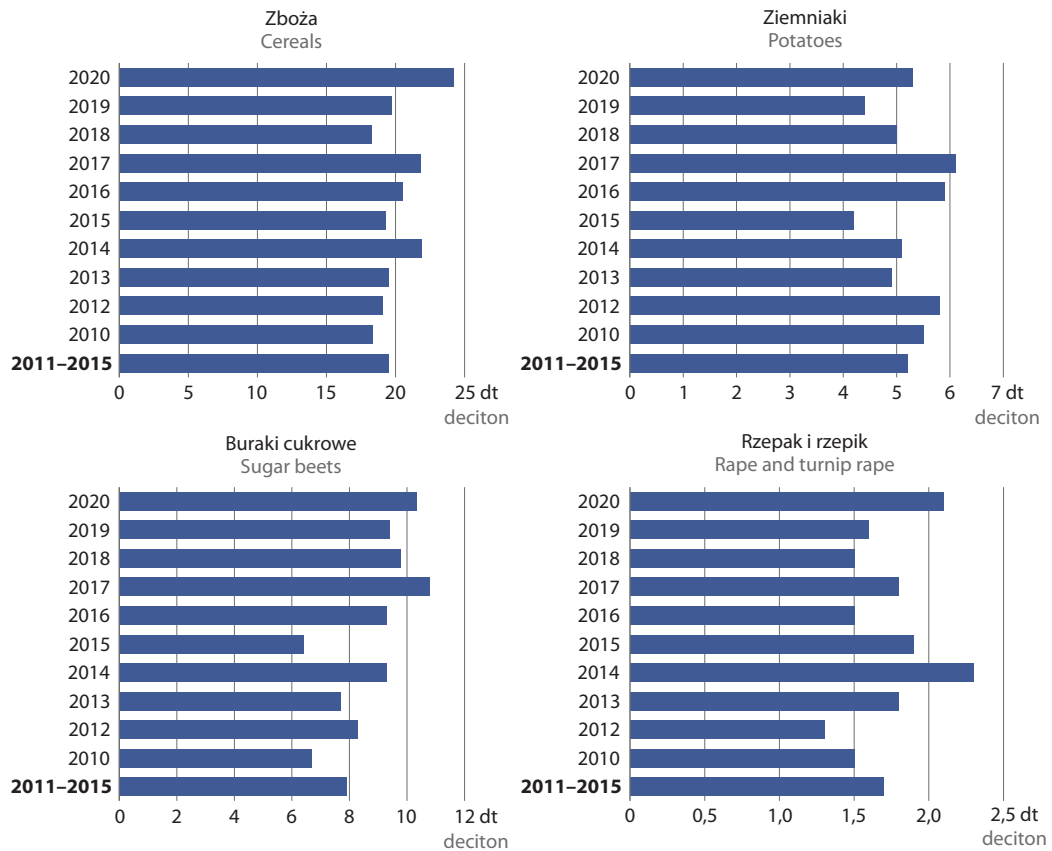 Zboża
Cereals
2020
2019
2018
2017
2016
2015
2014
2013
2012
2010
2011–2015
0 5 10 15 20 25 dt
deciton
Ziemniaki
Potatoes
2020
2019
2018
2017
2016
2015
2014
2013
2012
2010
2011–2015
0 1 2 3 4 5 6 7 dt
deciton
Buraki cukrowe
Sugar beets
2020
2019
2018
2017
2016
2015
2014
2013
2012
2010
2011–2015
0 2 4 6 8 10 12 dt
deciton
Rzepak i rzepik
Rape and turnip rape
2020
2019
2018
2017
2016
2015
2014
2013
2012
2010
2011–2015
0 0,5 1,0 1,5 2,0 2,5 dt
deciton